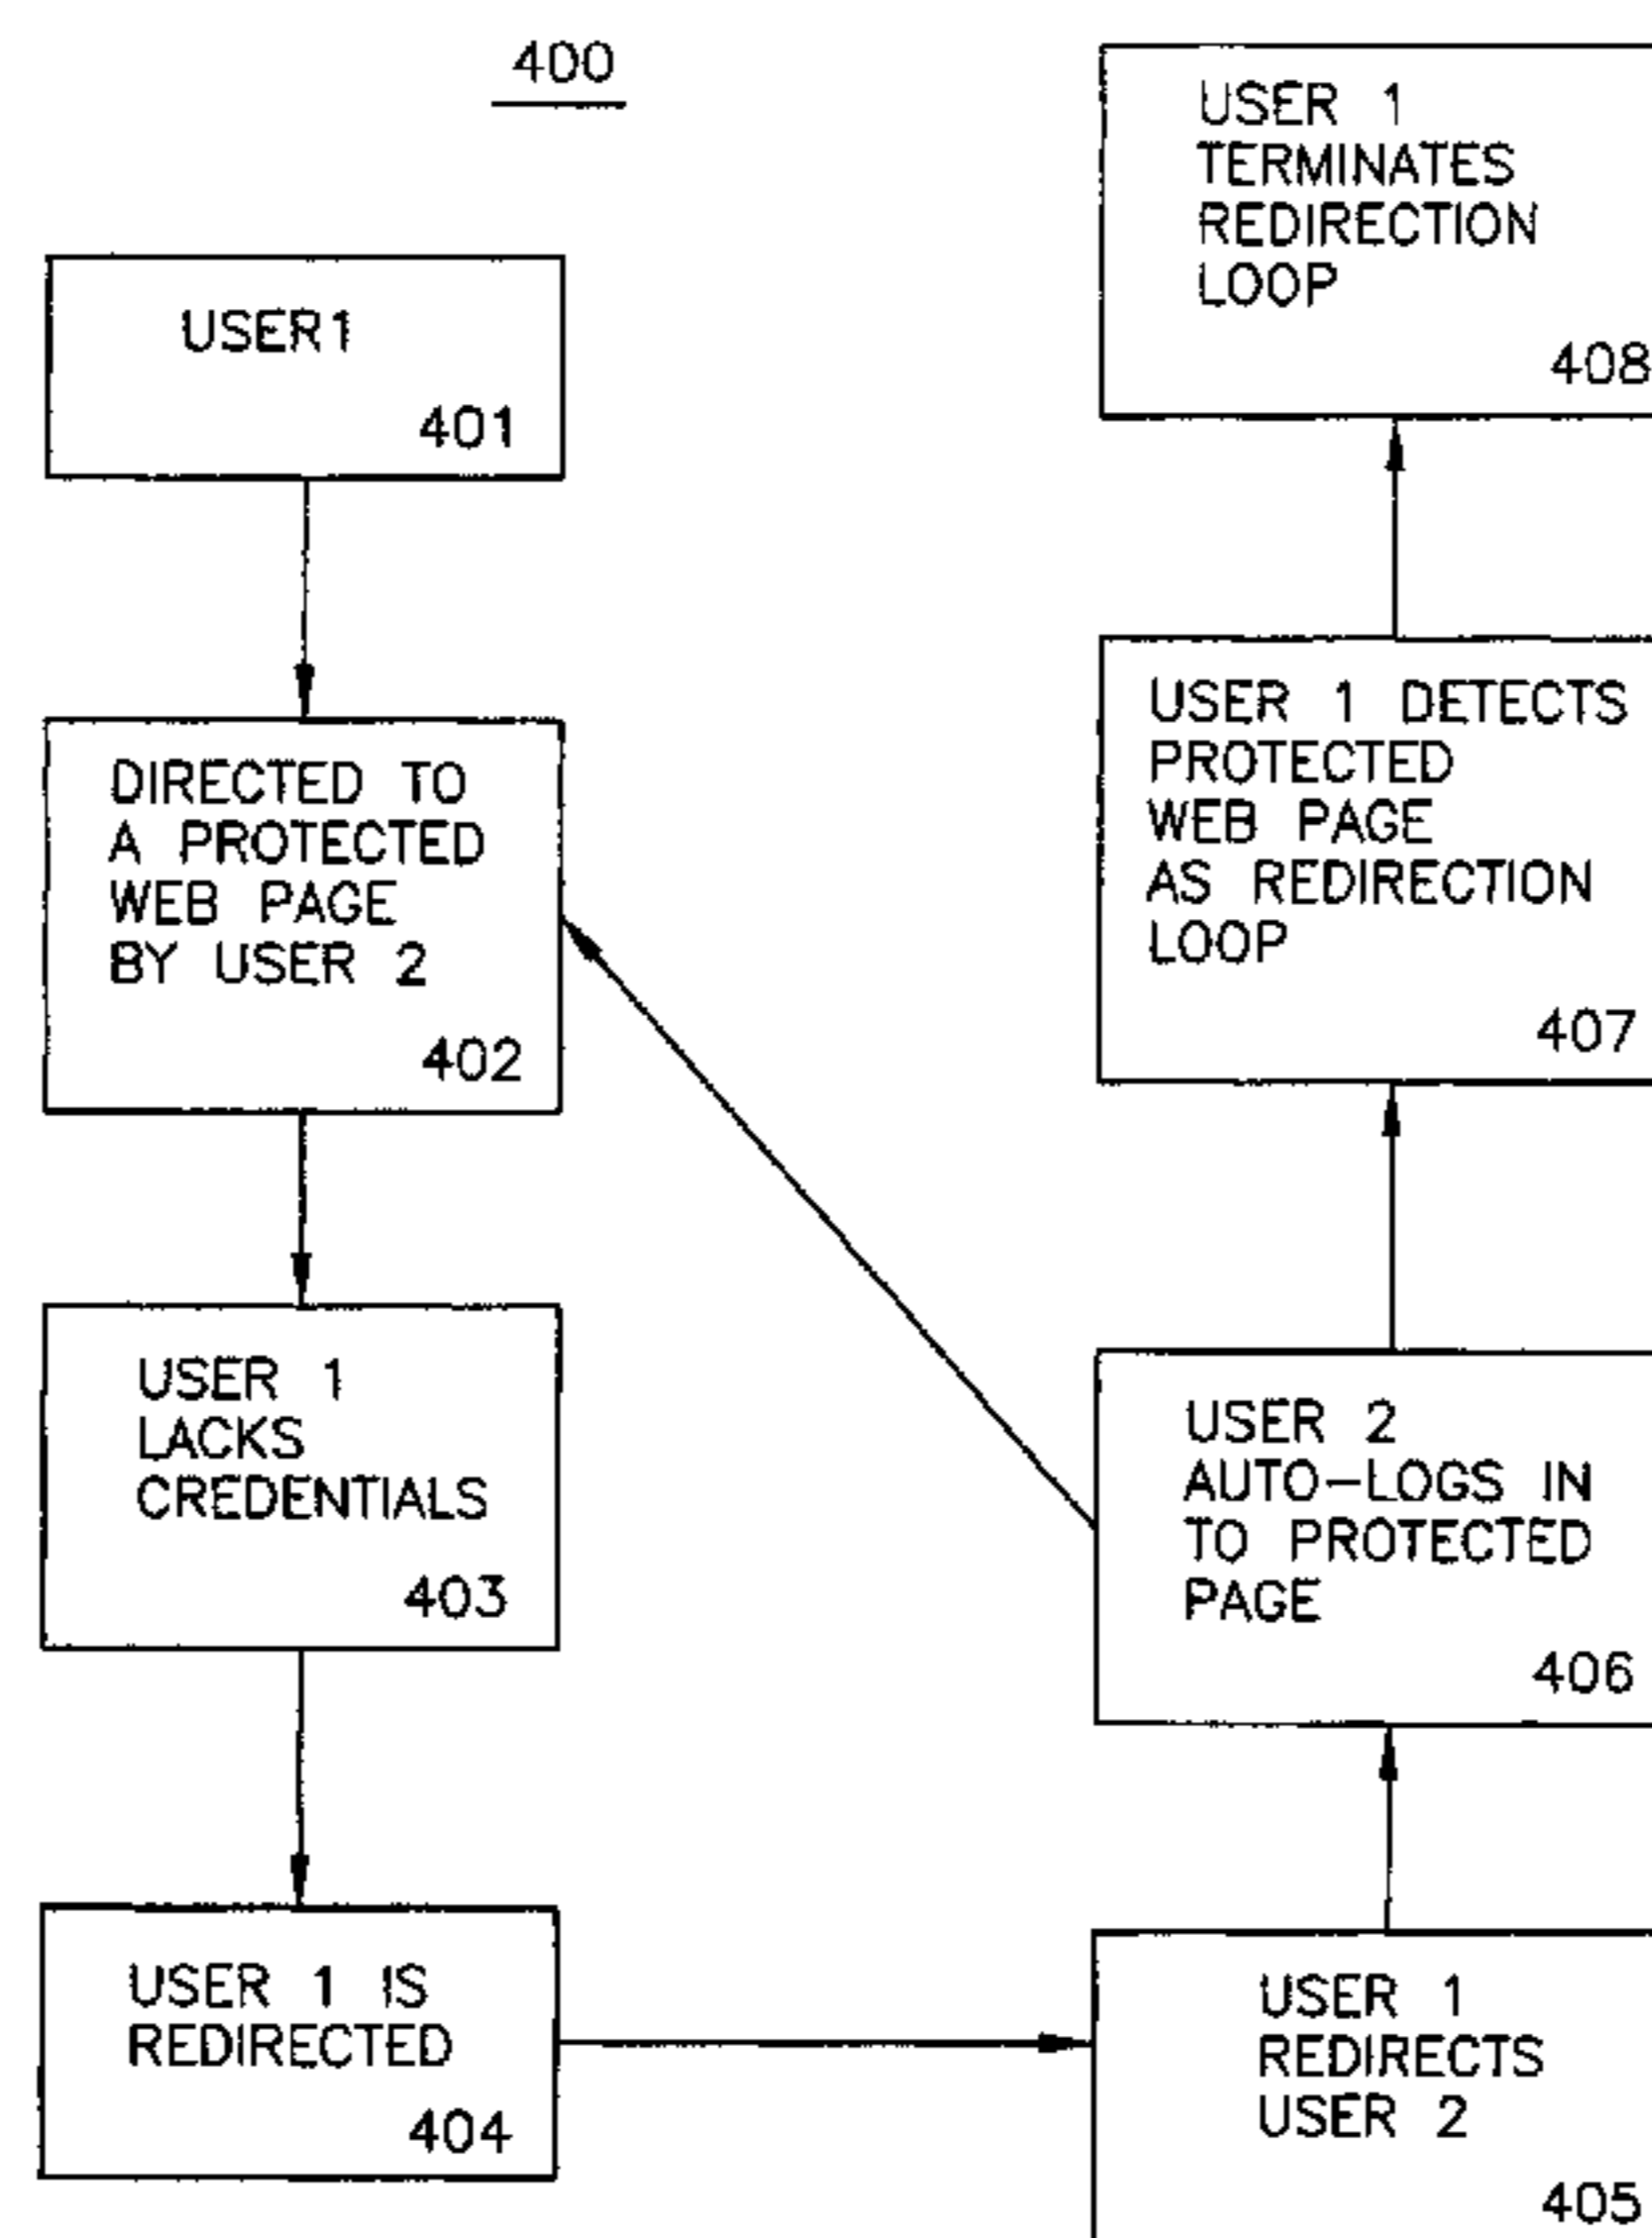 400
USER1
401
DIRECTED TO
A PROTECTED
WEB PAGE
BY USER 2
402
USER 1
LACKS
CREDENTIALS
403
USER 1 IS
REDIRECTED
404
USER 1
REDIRECTS
USER 2
405
USER 2
AUTO-LOGS IN
TO PROTECTED
PAGE
406
USER 1 DETECTS
PROTECTED
WEB PAGE
AS REDIRECTION
LOOP
407
USER 1
TERMINATES
REDIRECTION
LOOP
408